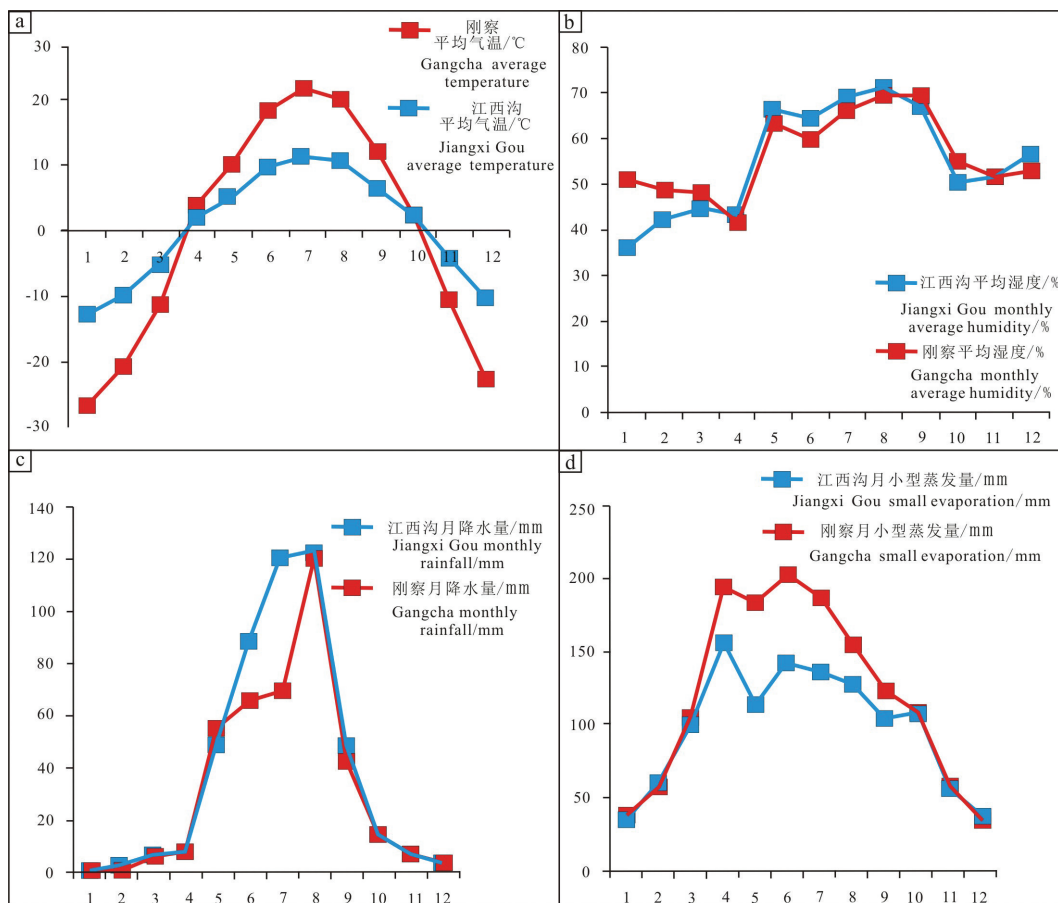 a
刚察
平均气温/℃
Gangcha average
temperature
江西沟
平均气温/℃
Jiangxi Gou
average temperature
30
20
10
0
-10
-20
-30
1 2 3 4 5 6 7 8 9 10 11 12
b
80
70
60
50
40
30
20
10
0
江西沟平均湿度/%
Jiangxi Gou monthly
average humidity/%
刚察平均湿度/%
Gangcha monthly
average humidity/%
1 2 3 4 5 6 7 8 9 10 11 12
c
140
120
100
80
60
40
20
0
江西沟月降水量/mm
Jiangxi Gou monthly
rainfall/mm
刚察月降水量/mm
Gangcha monthly
rainfall/mm
1 2 3 4 5 6 7 8 9 10 11 12
d
江西沟月小型蒸发量/mm
Jiangxi Gou small evaporation/mm
刚察月小型蒸发量/mm
Gangcha small evaporation/mm
250
200
150
100
50
0
1 2 3 4 5 6 7 8 9 10 11 12